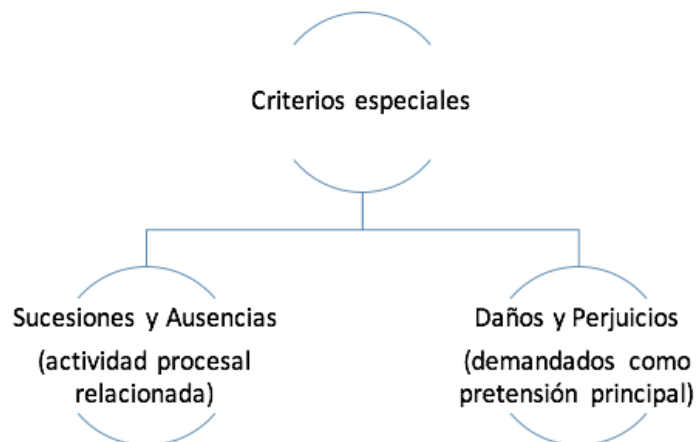 Criterios especiales
Sucesiones y Ausencias
(actividad procesal
relacionada)
Daños y Perjuicios
(demandados como
pretensión principal)